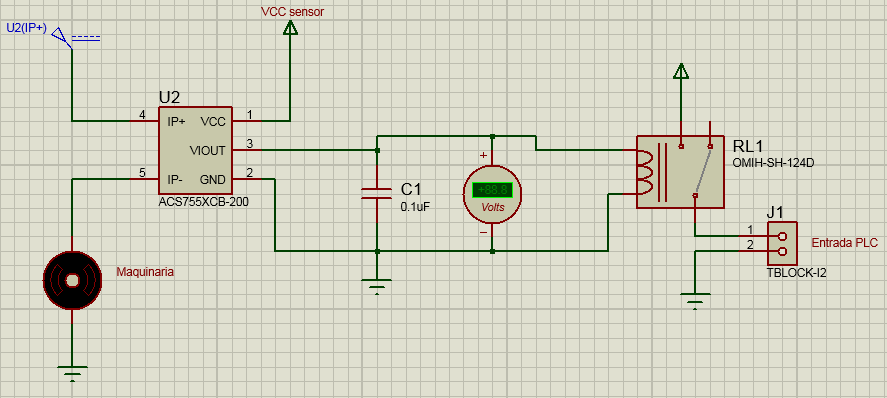 VCC sensor
U2(IP+)
U2
4
IP+
VCC
1
VIOUT
3
5
IP-
GND
2
ACS755XCB-200
C1
0.1uF
+
+88.8
Volts
−
RL1
OMIH-SH-124D
J1
1
2
Entrada PLC
TBLOCK-I2
Maquinaria